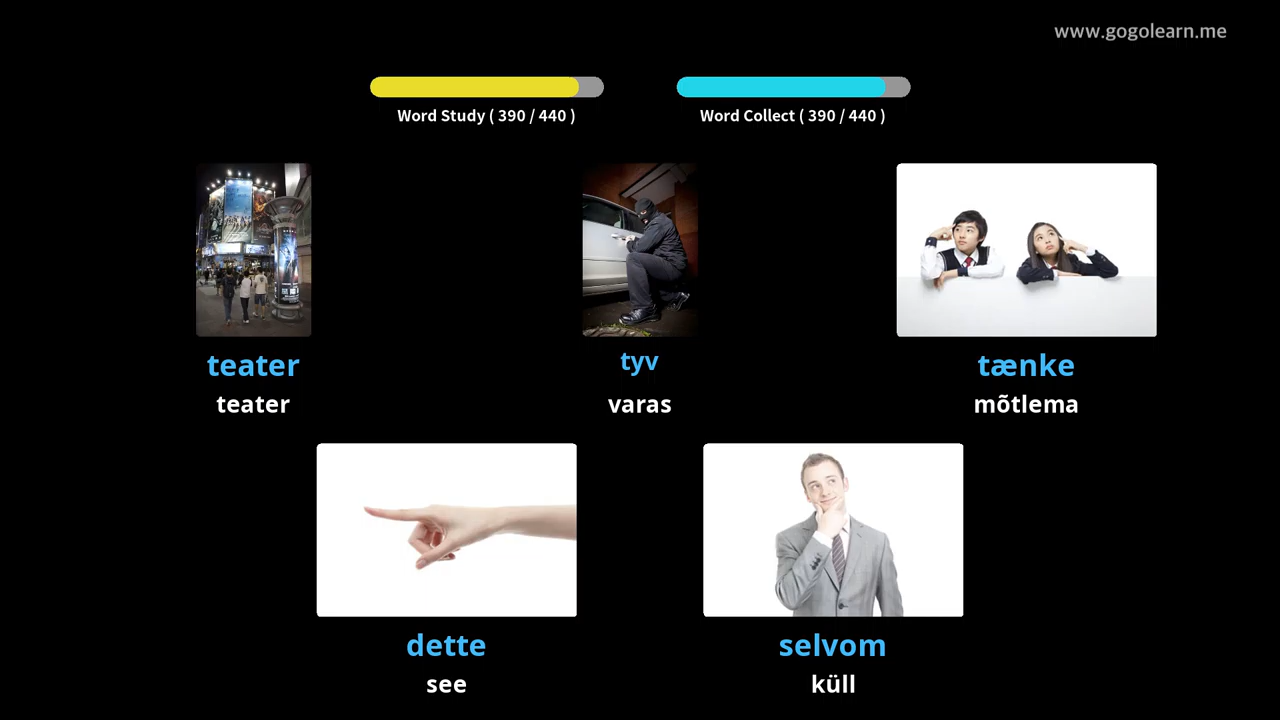 www.gogolearn.me
Word Study ( 390 / 440 )
Word Collect ( 390 / 440 )
teater
teater
tyv
varas
tænke
mõtlema
dette
see
selvom
küll